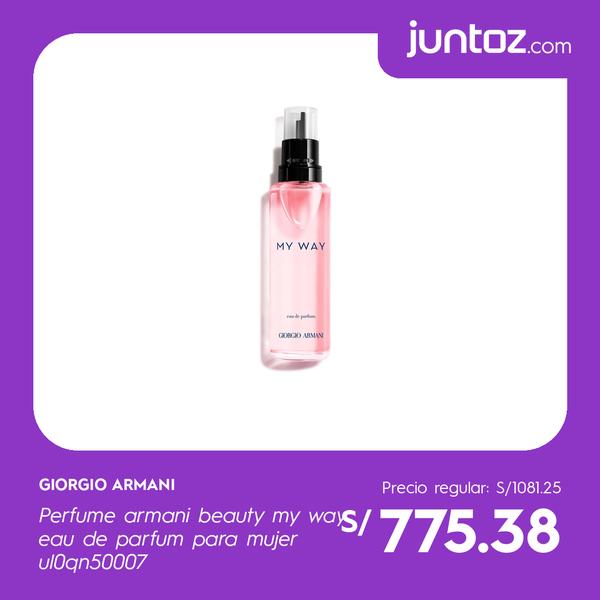 juntoz.com
MY WAY
eau de parfum
GIORGIO ARMANI
GIORGIO ARMANI
Perfume armani beauty my way
eau de parfum para mujer
ul0qn50007
Precio regular: S/1081.25
S/ 775.38